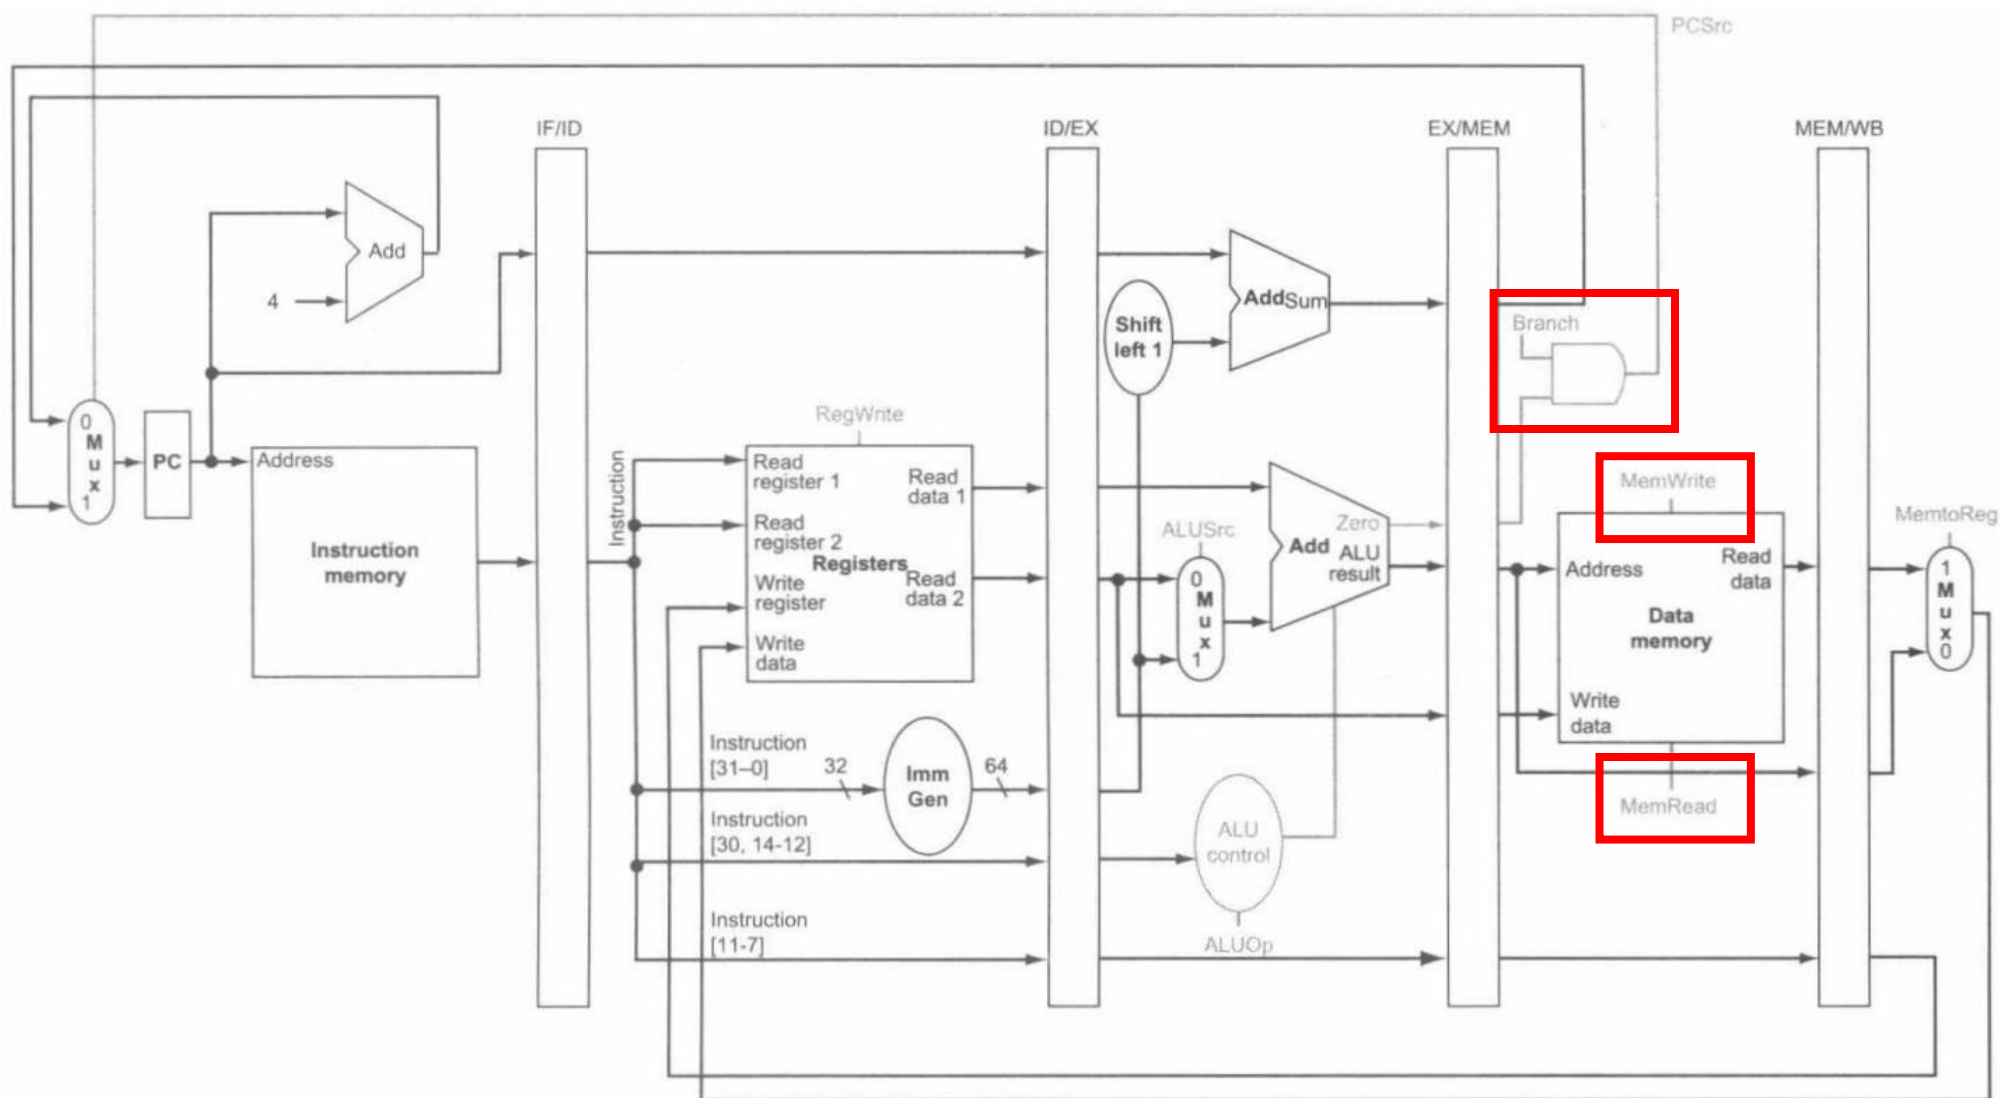 PCSrc
IF/ID
ID/EX
EX/MEM
MEM/WB
Add
4
Shift
left 1
AddSum
Branch
0
M
u
x
1
PC
Address
Instruction
memory
Instruction
RegWrite
Read
register 1
Read
register 2
Write
register
Write
data
Registers
Read
data 1
Read
data 2
ALUSrc
0
M
u
x
1
Zero
Add
ALU
result
MemWrite
Address
Read
data
Data
memory
Write
data
MemRead
MemtoReg
1
M
u
x
0
Instruction
[31–0]
32
Imm
Gen
64
Instruction
[30, 14-12]
ALU
control
Instruction
[11-7]
ALUOp